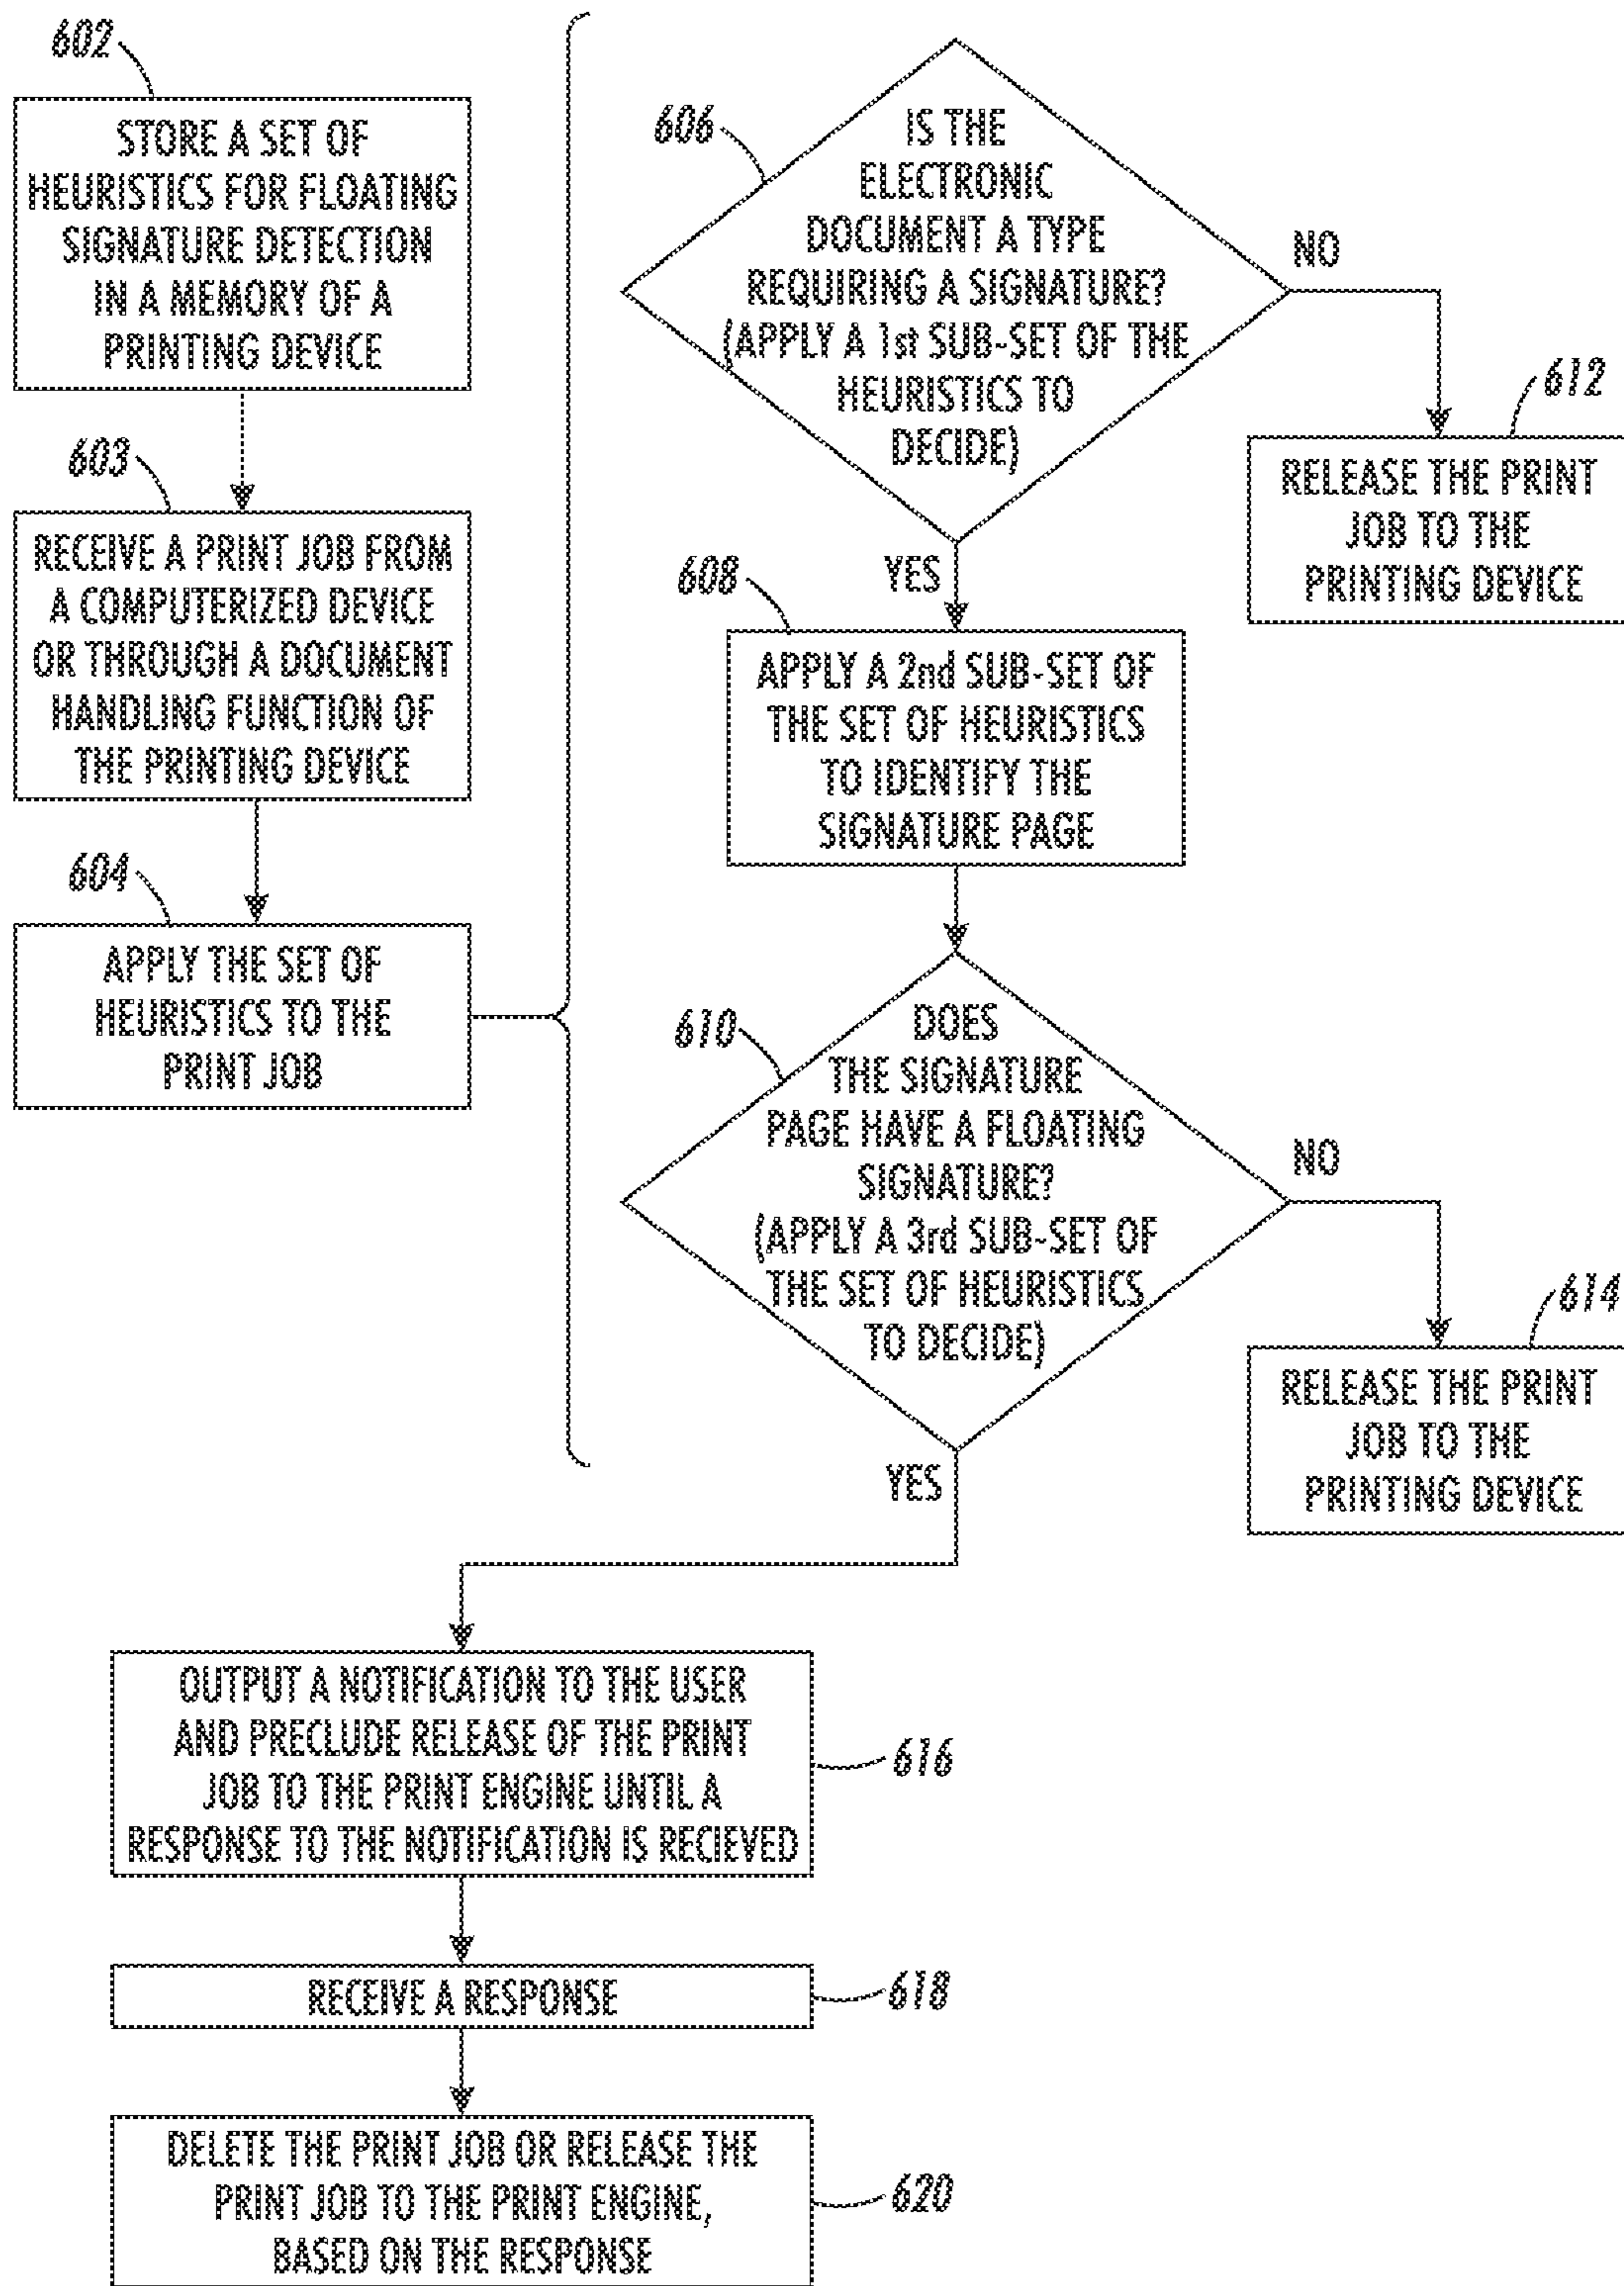 602
STORE A SET OF
HEURISTICS FOR FLOATING
SIGNATURE DETECTION
IN A MEMORY OF A
PRINTING DEVICE
603
RECEIVE A PRINT JOB FROM
A COMPUTERIZED DEVICE
OR THROUGH A DOCUMENT
HANDLING FUNCTION OF
THE PRINTING DEVICE
604
APPLY THE SET OF
HEURISTICS TO THE
PRINT JOB
606
IS THE
ELECTRONIC
DOCUMENT A TYPE
REQUIRING A SIGNATURE?
(APPLY A 1st SUB-SET OF THE
HEURISTICS TO
DECIDE)
NO
612
RELEASE THE PRINT
JOB TO THE
PRINTING DEVICE
YES
608
APPLY A 2nd SUB-SET OF
THE SET OF HEURISTICS
TO IDENTIFY THE
SIGNATURE PAGE
610
DOES
THE SIGNATURE
PAGE HAVE A FLOATING
SIGNATURE?
(APPLY A 3rd SUB-SET OF
THE SET OF HEURISTICS
TO DECIDE)
NO
614
RELEASE THE PRINT
JOB TO THE
PRINTING DEVICE
YES
OUTPUT A NOTIFICATION TO THE USER
AND PRECLUDE RELEASE OF THE PRINT
JOB TO THE PRINT ENGINE UNTIL A
RESPONSE TO THE NOTIFICATION IS RECIEVED
616
RECEIVE A RESPONSE
618
DELETE THE PRINT JOB OR RELEASE THE
PRINT JOB TO THE PRINT ENGINE,
BASED ON THE RESPONSE
620